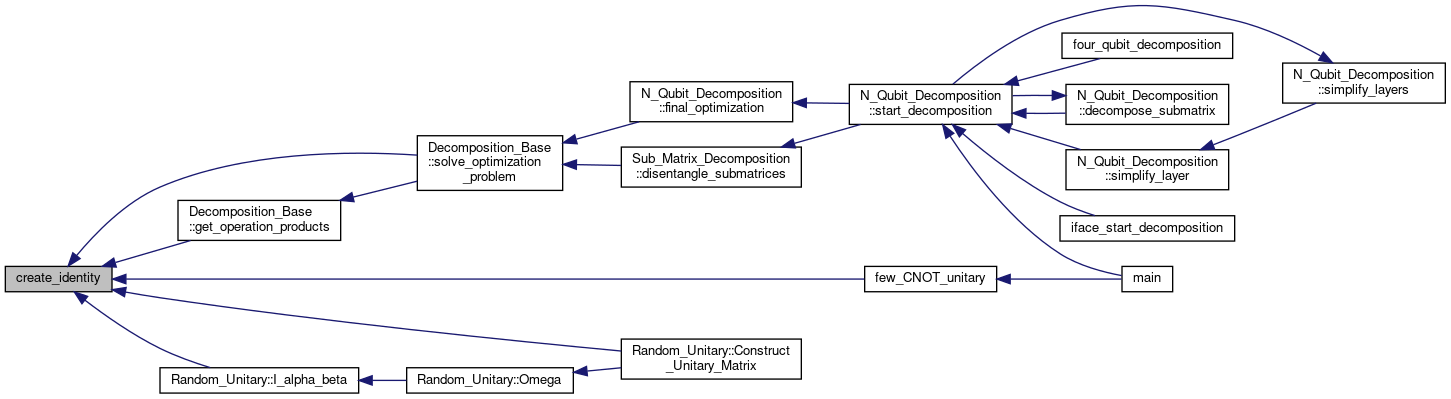 four_qubit_decomposition
N_Qubit_Decomposition
::simplify_layers
N_Qubit_Decomposition
::final_optimization
N_Qubit_Decomposition
::start_decomposition
N_Qubit_Decomposition
::decompose_submatrix
Decomposition_Base
::solve_optimization
_problem
Sub_Matrix_Decomposition
::disentangle_submatrices
N_Qubit_Decomposition
::simplify_layer
Decomposition_Base
::get_operation_products
iface_start_decomposition
create_identity
few_CNOT_unitary
main
Random_Unitary::Construct
_Unitary_Matrix
Random_Unitary::I_alpha_beta
Random_Unitary::Omega